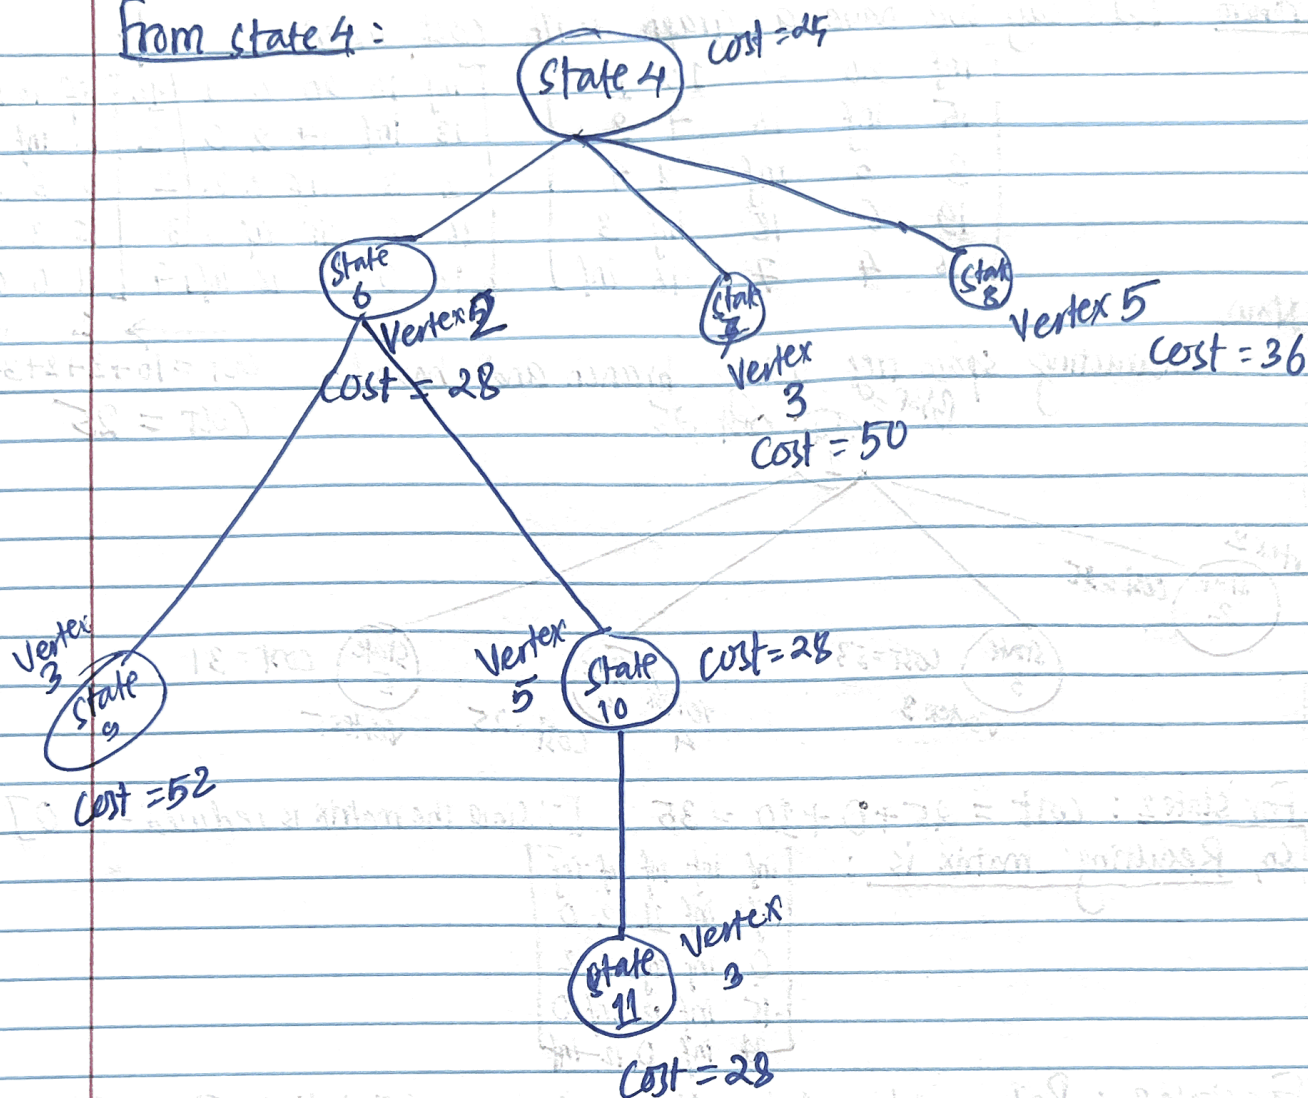 From state 4 :
State 4
Cost = 25
State
6
Vertex 2
Cost = 28
State
7
Vertex
3
Cost = 50
State
8
Vertex 5
Cost = 36
Vertex
3
State
9
Cost = 52
Vertex
5
State
10
Cost = 28
State
11
Vertex
3
Cost = 28